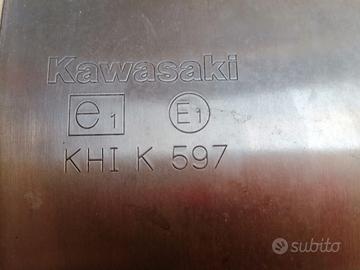 Kawasaki
e1 E1
KHI K 597
subito